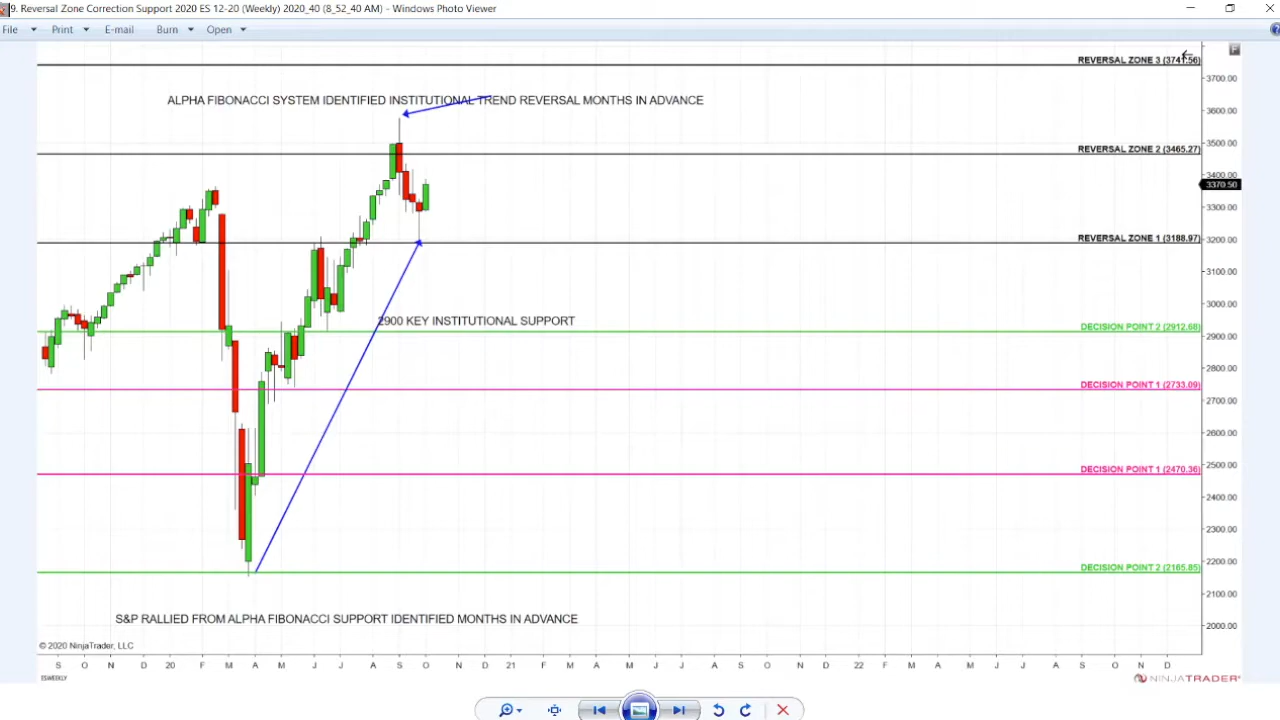 9. Reversal Zone Correction Support 2020 ES 12-20 (Weekly) 2020_40 (8_52_40 AM) - Windows Photo Viewer
File Print E-mail Burn Open
REVERSAL ZONE 3 (3741.56)
3700.00
ALPHA FIBONACCI SYSTEM IDENTIFIED INSTITUTIONAL TREND REVERSAL MONTHS IN ADVANCE
3600.00
3500.00
REVERSAL ZONE 2 (3465.27)
3400.00
3370.50
3300.00
REVERSAL ZONE 1 (3188.97)
3200.00
3100.00
3000.00
2900 KEY INSTITUTIONAL SUPPORT
DECISION POINT 2 (2912.68)
2900.00
2800.00
DECISION POINT 1 (2733.09)
2700.00
2600.00
DECISION POINT 1 (2470.36)
2500.00
2400.00
2300.00
2200.00
DECISION POINT 2 (2165.85)
2100.00
S&P RALLIED FROM ALPHA FIBONACCI SUPPORT IDENTIFIED MONTHS IN ADVANCE
2000.00
© 2020 NinjaTrader, LLC
S O N D 20 F M A M J J A S O N D 21 F M A M J J A S O N D 22 F M A M J J A S O N D
ESWEEKLY
NINJATRADER
F